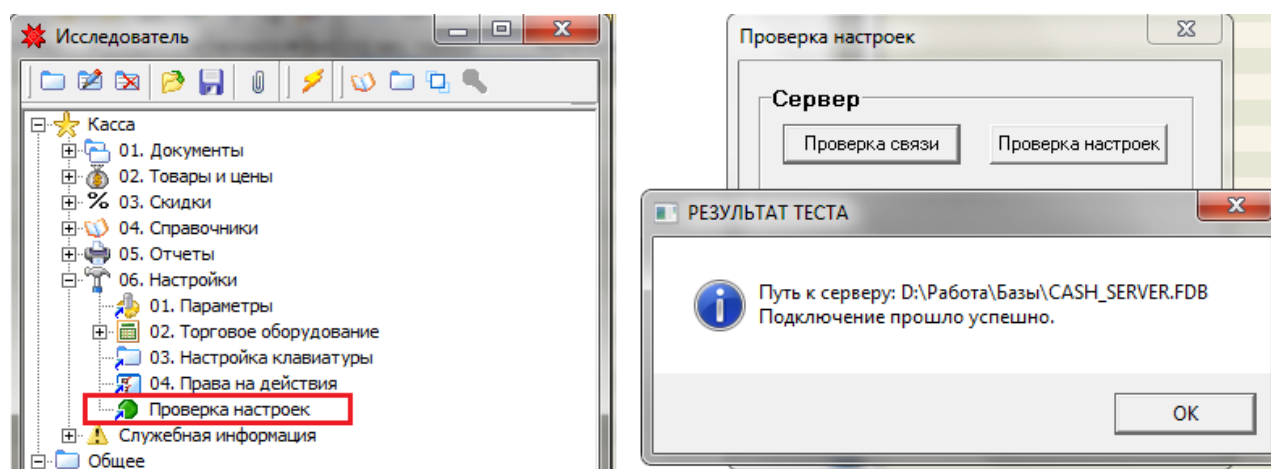 Исследователь
Касса
01. Документы
02. Товары и цены
03. Скидки
04. Справочники
05. Отчеты
06. Настройки
01. Параметры
02. Торговое оборудование
03. Настройка клавиатуры
04. Права на действия
Проверка настроек
Служебная информация
Общее
Проверка настроек
Сервер
Проверка связи
Проверка настроек
РЕЗУЛЬТАТ ТЕСТА
Путь к серверу: D:\Работа\Базы\CASH_SERVER.FDB
Подключение прошло успешно.
OK